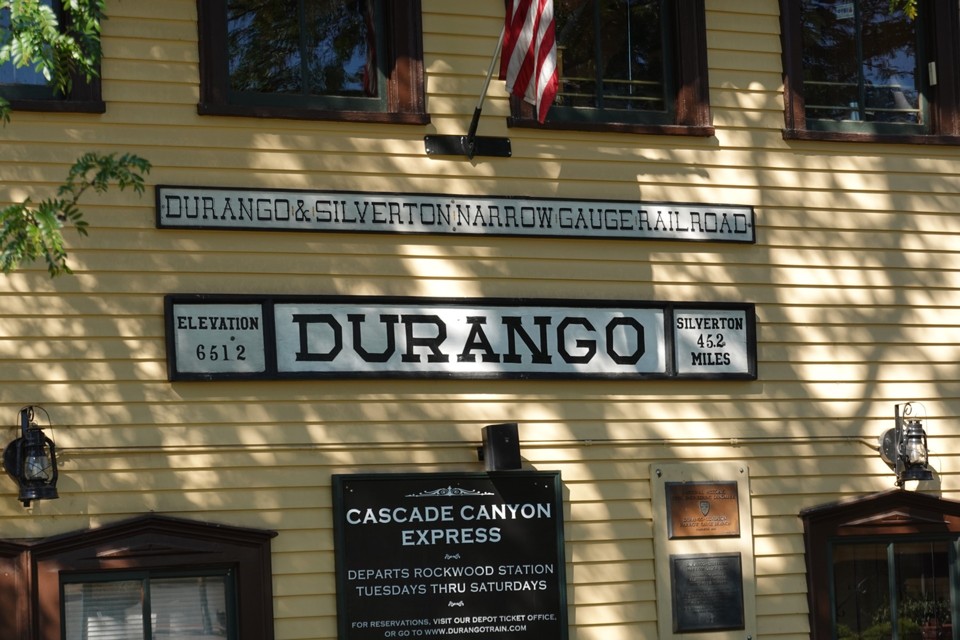 DURANGO & SILVERTON NARROW GAUGE RAILROAD
ELEVATION
6512
DURANGO
SILVERTON
45.2
MILES
CASCADE CANYON
EXPRESS
DEPARTS ROCKWOOD STATION
TUESDAYS THRU SATURDAYS
FOR RESERVATIONS, VISIT OUR DEPOT TICKET OFFICE,
OR GO TO WWW.DURANGOTRAIN.COM